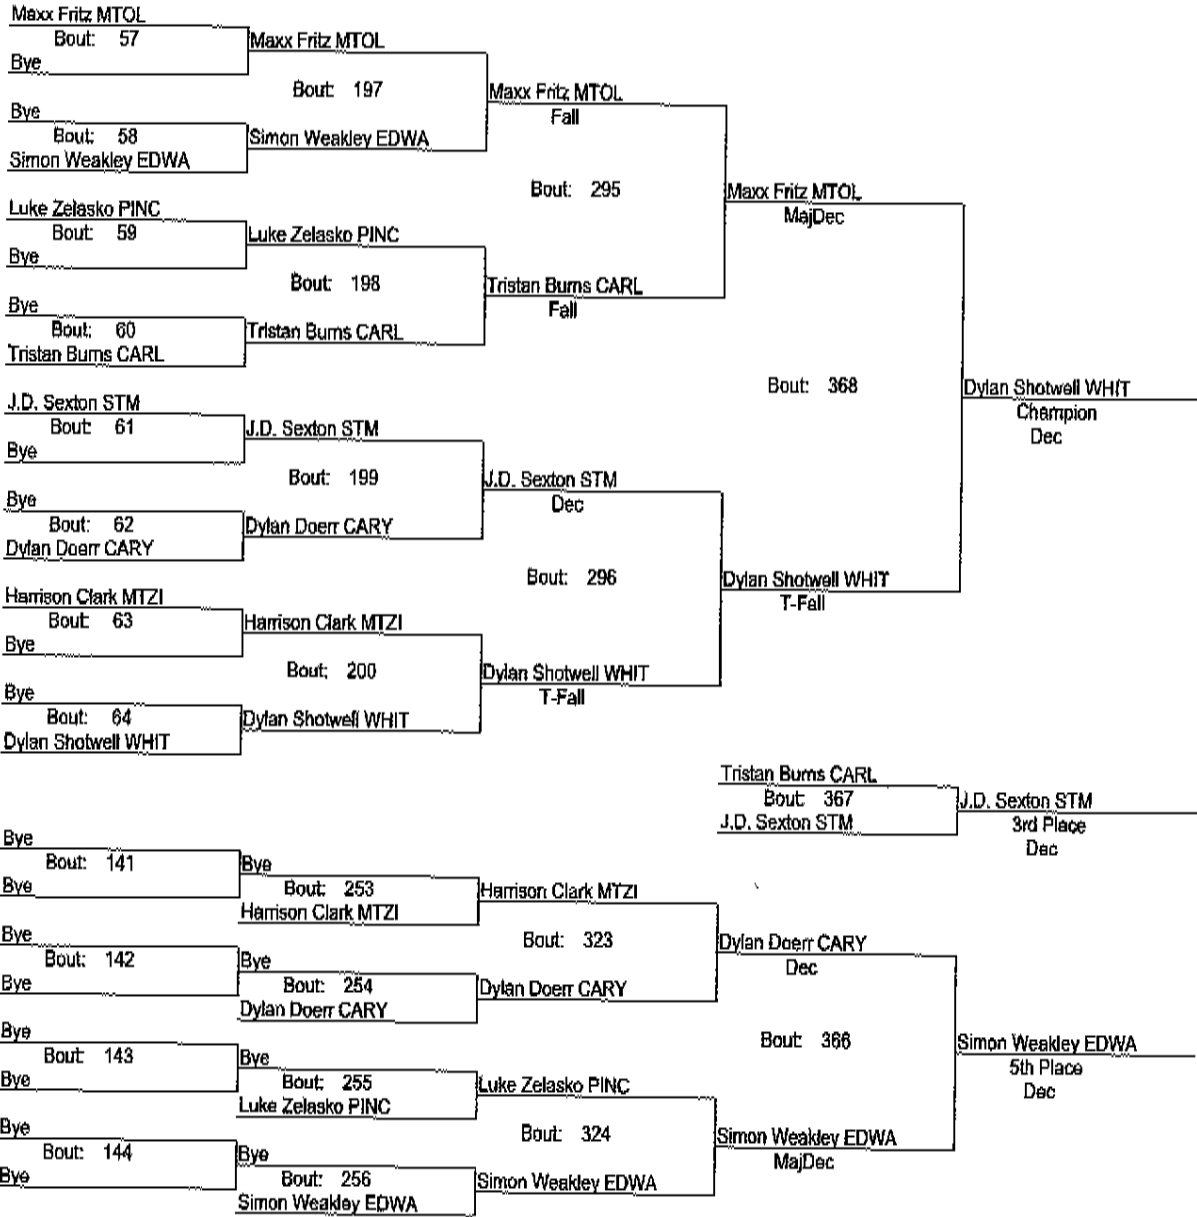 Maxx Fritz MTOL
Bout: 57
Bye
Maxx Fritz MTOL
Bout: 197
Bye
Bout: 58
Simon Weakley EDWA
Simon Weakley EDWA
Maxx Fritz MTOL
Fall
Bout: 295
Luke Zelasko PINC
Bout: 59
Bye
Luke Zelasko PINC
Bout: 198
Bye
Bout: 60
Tristan Burns CARL
Tristan Burns CARL
Tristan Burns CARL
Fall
Maxx Fritz MTOL
MajDec
Bout: 368
J.D. Sexton STM
Bout: 61
Bye
J.D. Sexton STM
Bout: 199
Bye
Bout: 62
Dylan Doerr CARY
Dylan Doerr CARY
J.D. Sexton STM
Dec
Bout: 296
Harrison Clark MTZI
Bout: 63
Bye
Harrison Clark MTZI
Bout: 200
Bye
Bout: 64
Dylan Shotwell WHIT
Dylan Shotwell WHIT
Dylan Shotwell WHIT
T-Fall
Dylan Shotwell WHIT
T-Fall
Dylan Shotwell WHIT
Champion
Dec
Tristan Burns CARL
Bout: 367
J.D. Sexton STM
J.D. Sexton STM
3rd Place
Dec
Bye
Bout: 141
Bye
Bye
Bout: 253
Harrison Clark MTZI
Harrison Clark MTZI
Bout: 323
Bye
Bout: 142
Bye
Bye
Bout: 254
Dylan Doerr CARY
Dylan Doerr CARY
Dylan Doerr CARY
Dec
Bout: 366
Bye
Bout: 143
Bye
Bye
Bout: 255
Luke Zelasko PINC
Luke Zelasko PINC
Bout: 324
Bye
Bout: 144
Bye
Bye
Bout: 256
Simon Weakley EDWA
Simon Weakley EDWA
Simon Weakley EDWA
MajDec
Simon Weakley EDWA
5th Place
Dec